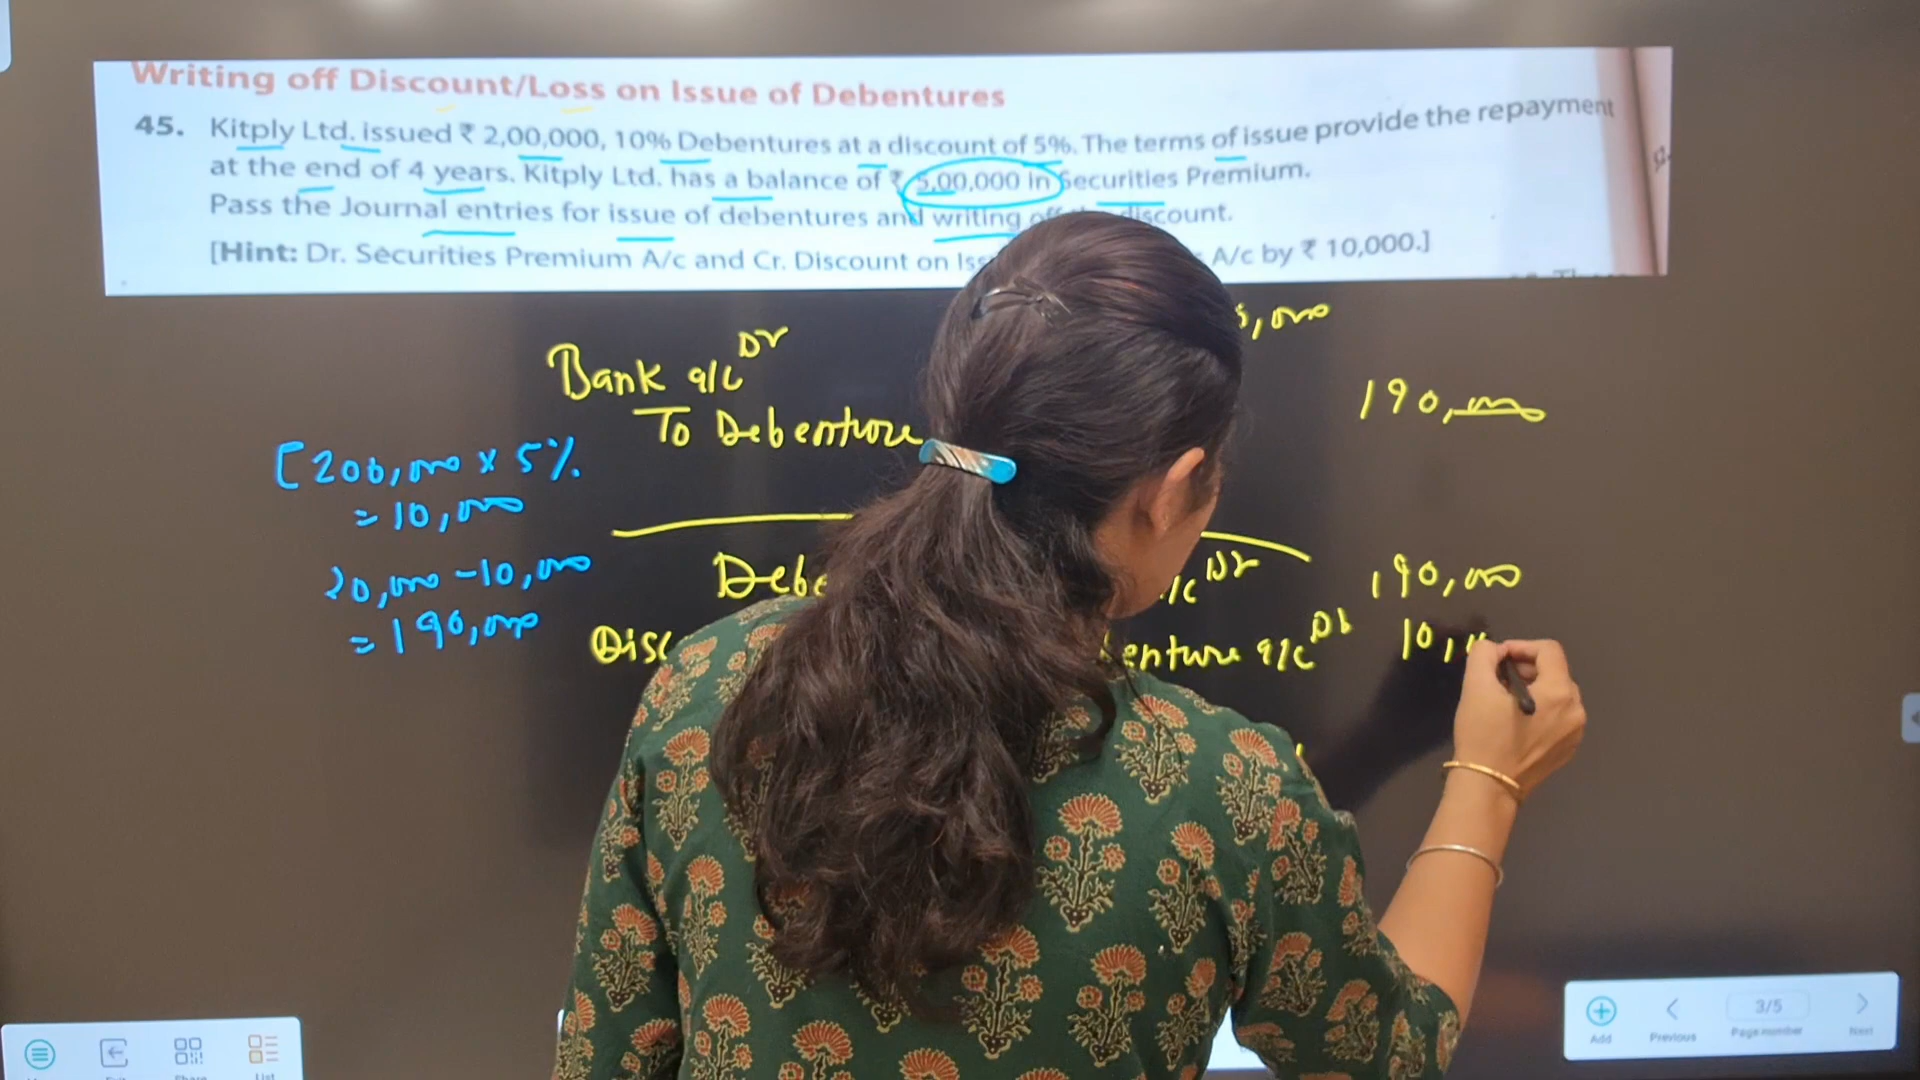 Writing off Discount/Loss on Issue of Debentures
45. Kitply Ltd. issued ₹ 2,00,000, 10% Debentures at a discount of 5%. The terms of issue provide the repayment
at the end of 4 years. Kitply Ltd. has a balance of ₹ 5,00,000 in Securities Premium.
Pass the Journal entries for issue of debentures and writing discount.
[Hint: Dr. Securities Premium A/c and Cr. Discount on A/c by ₹ 10,000.]
Bank a/c Dr
To Debenture 190,000
[200,000 x 5%
= 10,000
20,000 - 10,000
= 190,000
Dr 190,000
enture a/c Dr 10,
Add
Previous
3/5
Page number
Next
Share
List